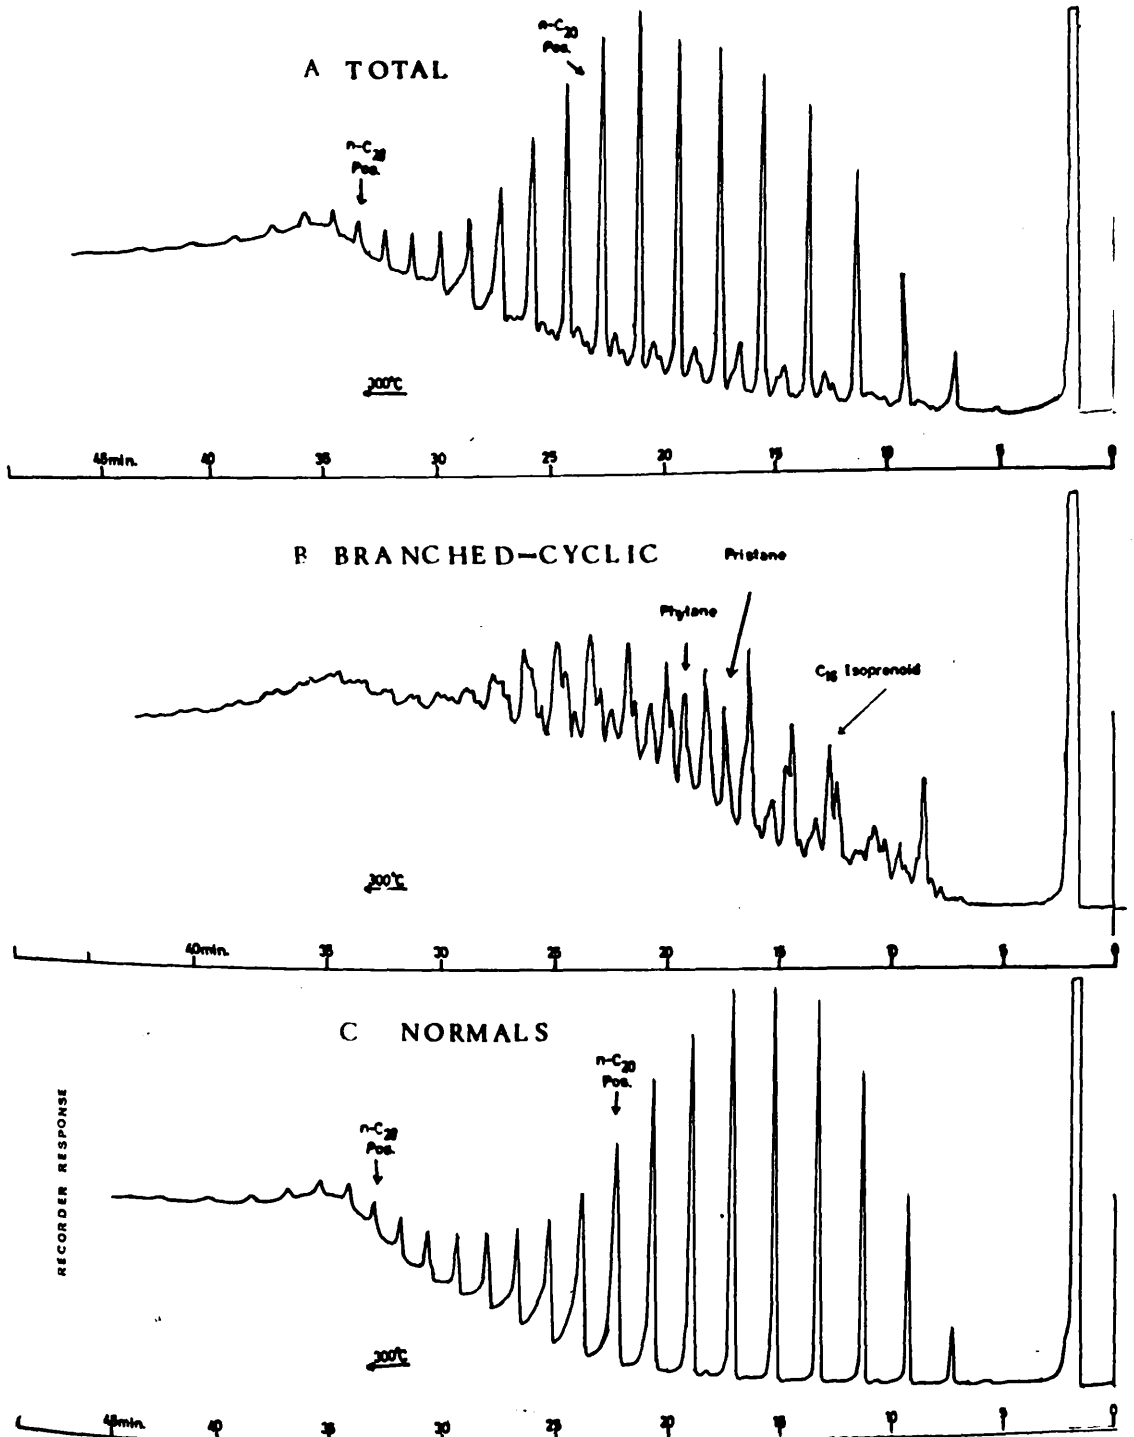 n-C20
Pos.
A TOTAL
n-C28
Pos.
300°C
45min. 40 35 30 25 20 15 10 5 0
B BRANCHED-CYCLIC
Pristane
Phytane
C16 Isoprenoid
300°C
40min. 35 30 25 20 15 10 5 0
C NORMALS
n-C20
Pos.
n-C28
Pos.
RECORDER RESPONSE
300°C
45min. 40 35 30 25 20 15 10 5 0